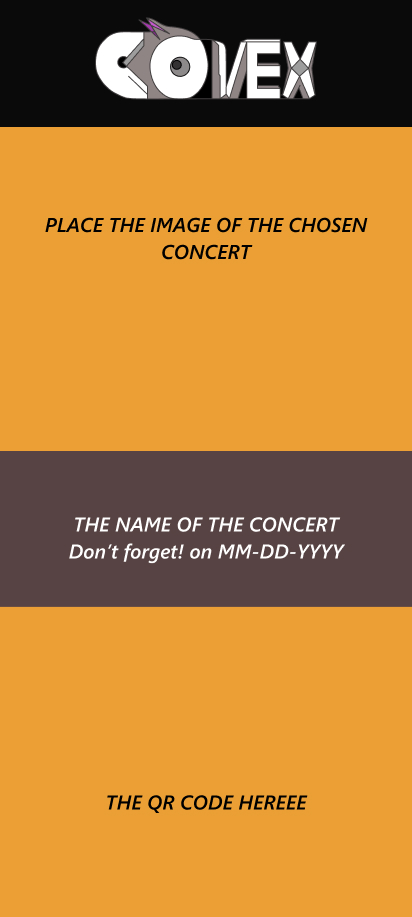 COVEX
PLACE THE IMAGE OF THE CHOSEN
CONCERT
THE NAME OF THE CONCERT
Don't forget! on MM-DD-YYYY
THE QR CODE HEREEE